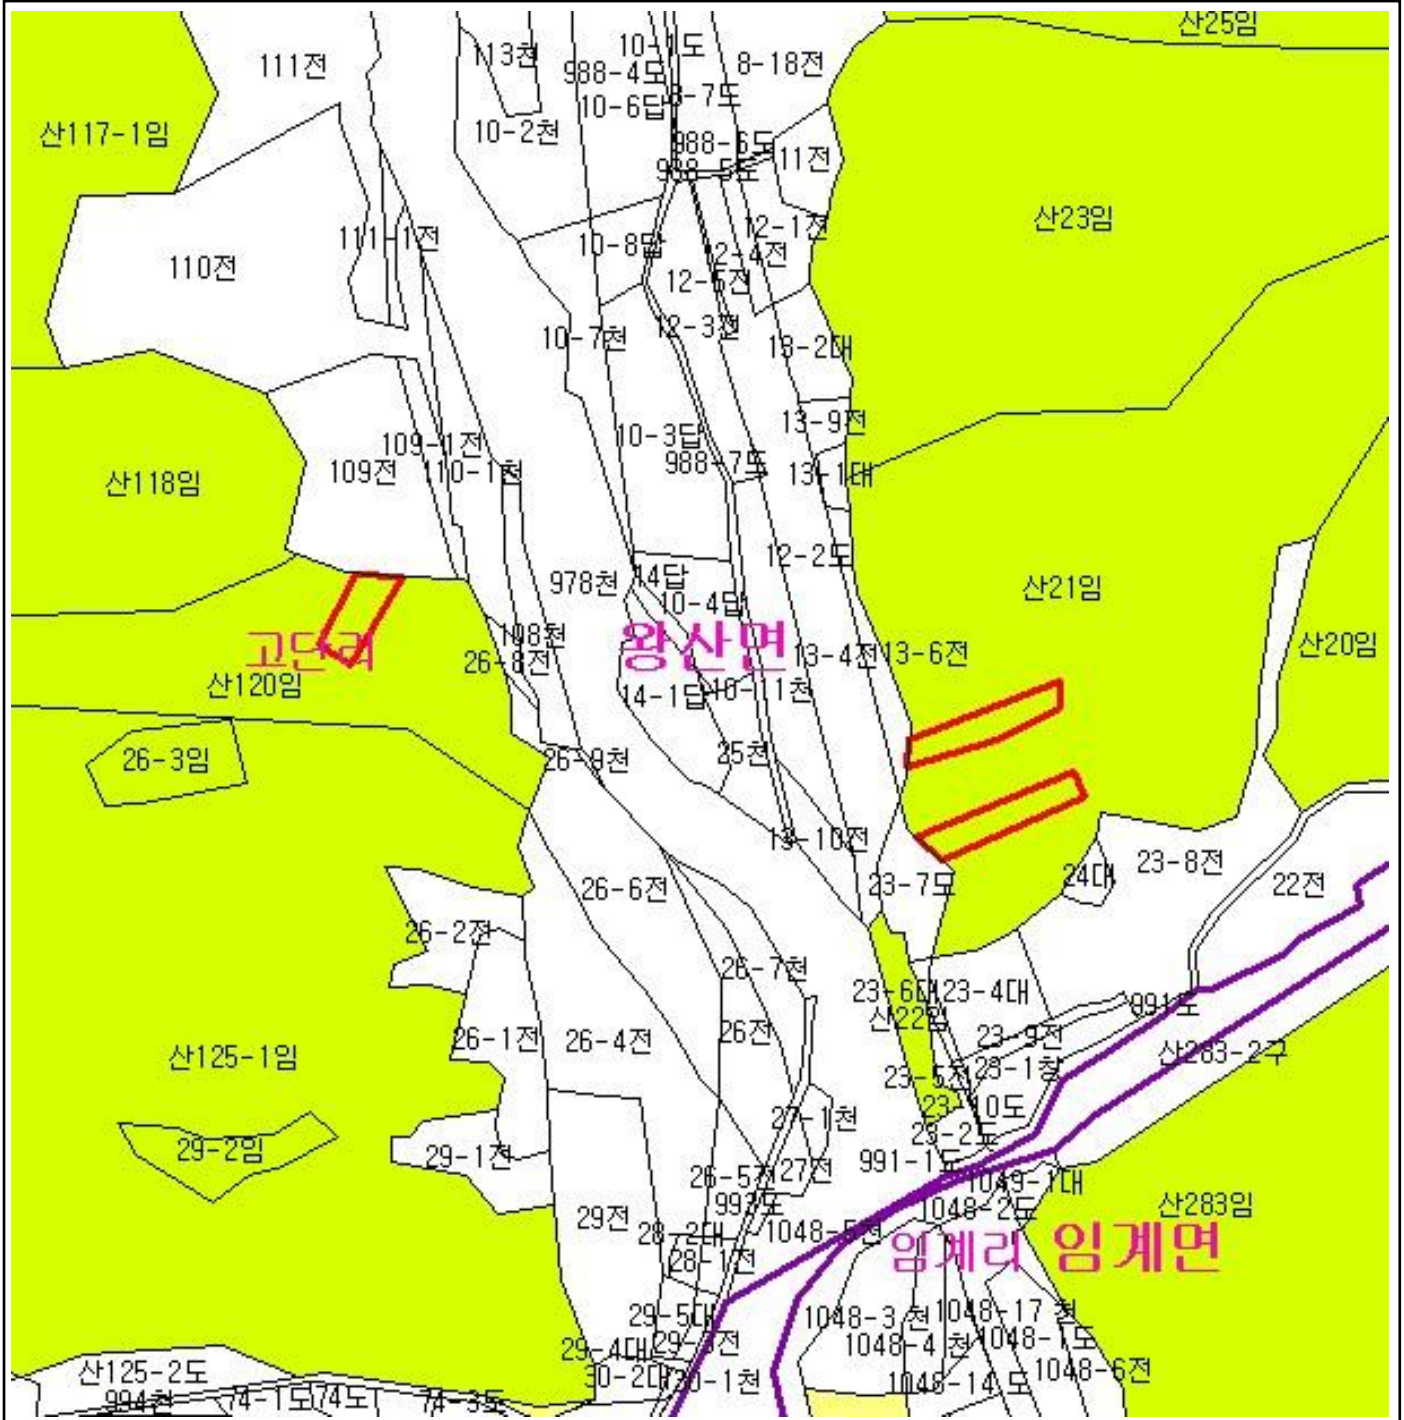 산25임
111전
113천
10-1도
988-4도
8-18전
10-6답
8-7도
산117-1임
10-2천
988-6도
988-5도
11전
산23임
12-1전
111-1전
10-8답
2-4전
110전
12-5전
12-3전
10-7천
13-2대
13-9전
10-3답
109-1전
988-7도
109전
110-1천
13-1대
산118임
12-2도
978천
14답
산21임
10-4답
108천
왕산면
고단리
26-8전
13-4전
13-6전
산20임
산120임
14-1답
10-11천
26-3임
26-9천
25천
13-10전
23-8전
26-6전
23-7도
24대
22전
26-2전
26-7천
23-6대
23-4대
991도
산22임
26-1전
26-4전
26전
23-9전
산125-1임
산283-2구
23-5전
23-1창
23-10도
27-1천
29-2임
29-1전
23-2도
991-1도
26-5전
27전
1049-1대
992도
1048-2도
산283임
29전
28-2대
1048-5천
28-1전
임계리
임계면
29-5대
1048-3 천
1048-17 천
29-4대
29-3전
1048-4 천
1048-1도
산125-2도
30-2대
30-1천
1048-14 도
1048-6전
994천
74-1도
74도
74-3도